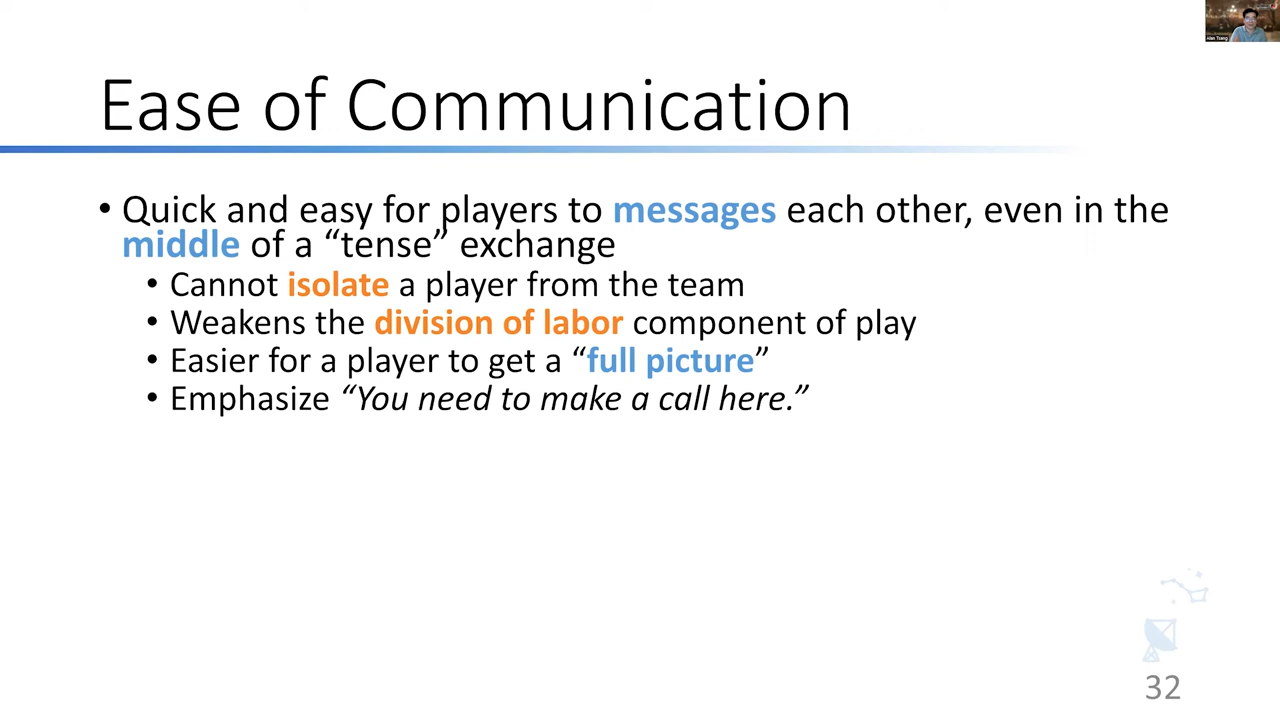 Alan Tsang
Ease of Communication
• Quick and easy for players to messages each other, even in the
middle of a “tense” exchange
• Cannot isolate a player from the team
• Weakens the division of labor component of play
• Easier for a player to get a “full picture”
• Emphasize “You need to make a call here.”
32